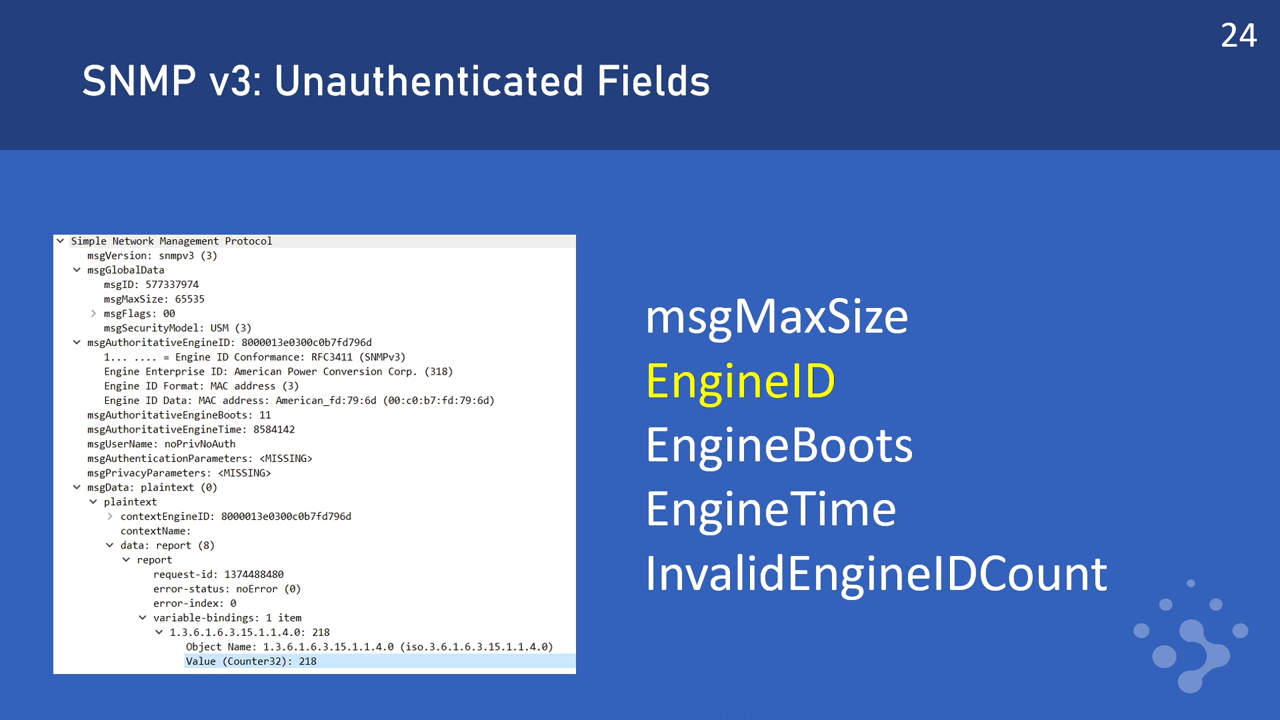 24
SNMP v3: Unauthenticated Fields
Simple Network Management Protocol
msgVersion: snmpv3 (3)
msgGlobalData
msgID: 577337974
msgMaxSize: 65535
msgFlags: 00
msgSecurityModel: USM (3)
msgAuthoritativeEngineID: 8000013e0300c0b7fd796d
1... .... = Engine ID Conformance: RFC3411 (SNMPv3)
Engine Enterprise ID: American Power Conversion Corp. (318)
Engine ID Format: MAC address (3)
Engine ID Data: MAC address: American_fd:79:6d (00:c0:b7:fd:79:6d)
msgAuthoritativeEngineBoots: 11
msgAuthoritativeEngineTime: 8584142
msgUserName: noPrivNoAuth
msgAuthenticationParameters: <MISSING>
msgPrivacyParameters: <MISSING>
msgData: plaintext (0)
plaintext
contextEngineID: 8000013e0300c0b7fd796d
contextName:
data: report (8)
report
request-id: 1374488480
error-status: noError (0)
error-index: 0
variable-bindings: 1 item
1.3.6.1.6.3.15.1.1.4.0: 218
Object Name: 1.3.6.1.6.3.15.1.1.4.0 (iso.3.6.1.6.3.15.1.1.4.0)
Value (Counter32): 218
msgMaxSize
EngineID
EngineBoots
EngineTime
InvalidEngineIDCount